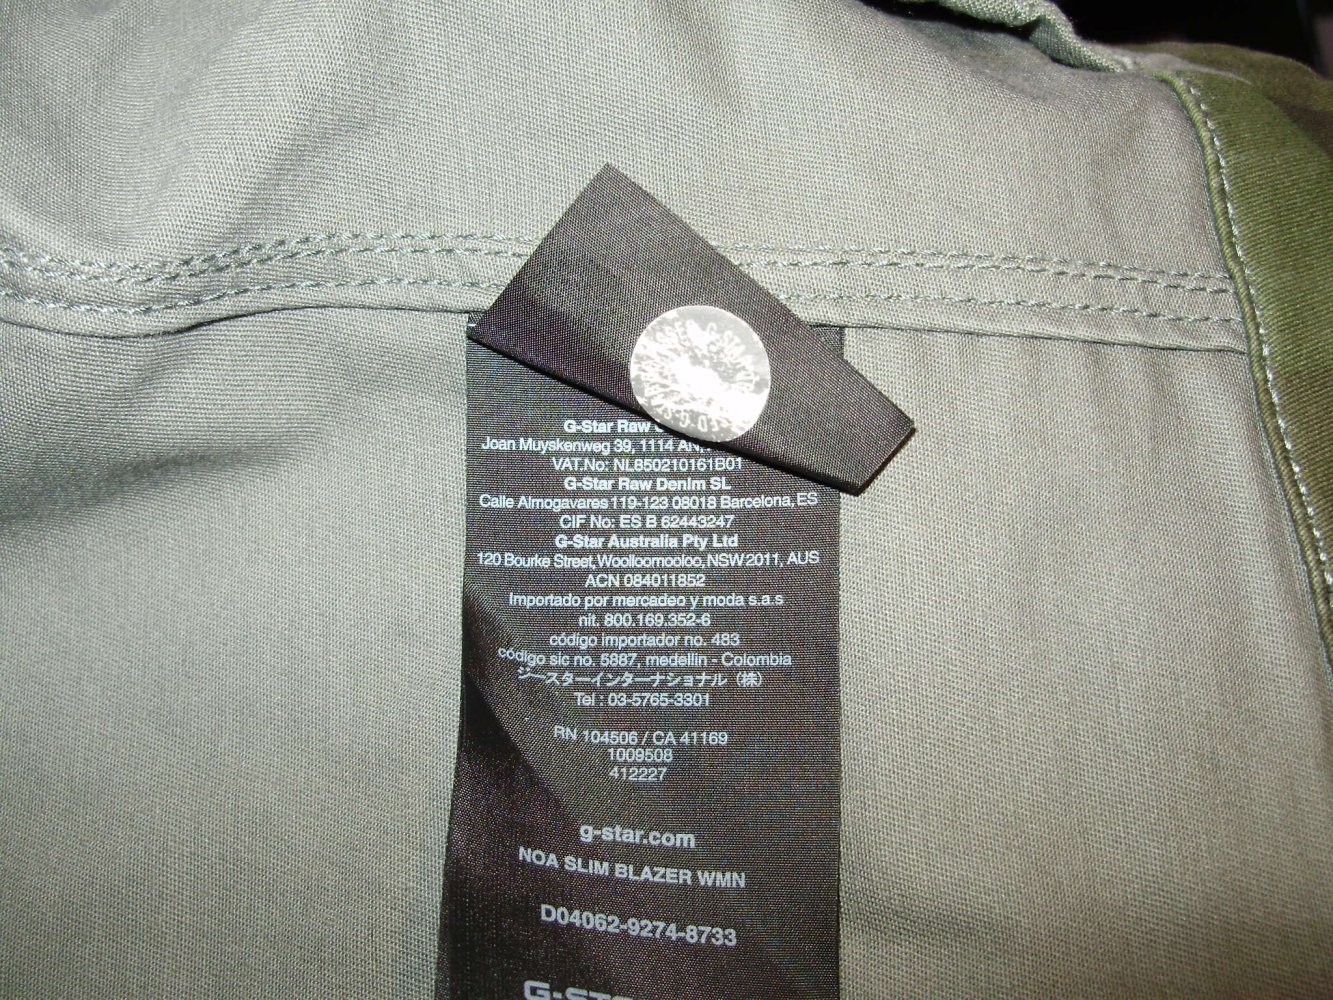 G-Star Raw
Joan Muyskenweg 39, 1114 AN,
VAT No: NL850210161B01
G-Star Raw Denim SL
Calle Almogavares 119-123 08018 Barcelona, ES
CIF No: ES B 62443247
G-Star Australia Pty Ltd
120 Bourke Street, Woolloomooloo, NSW 2011, AUS
ACN 084011852
Importado por mercadeo y moda s.a.s
nit. 800.169.352-6
código importador no. 483
código sic no. 5887, medellin - Colombia
ジースターインターナショナル（株）
Tel : 03-5765-3301
RN 104506 / CA 41169
1009508
412227
g-star.com
NOA SLIM BLAZER WMN
D04062-9274-8733